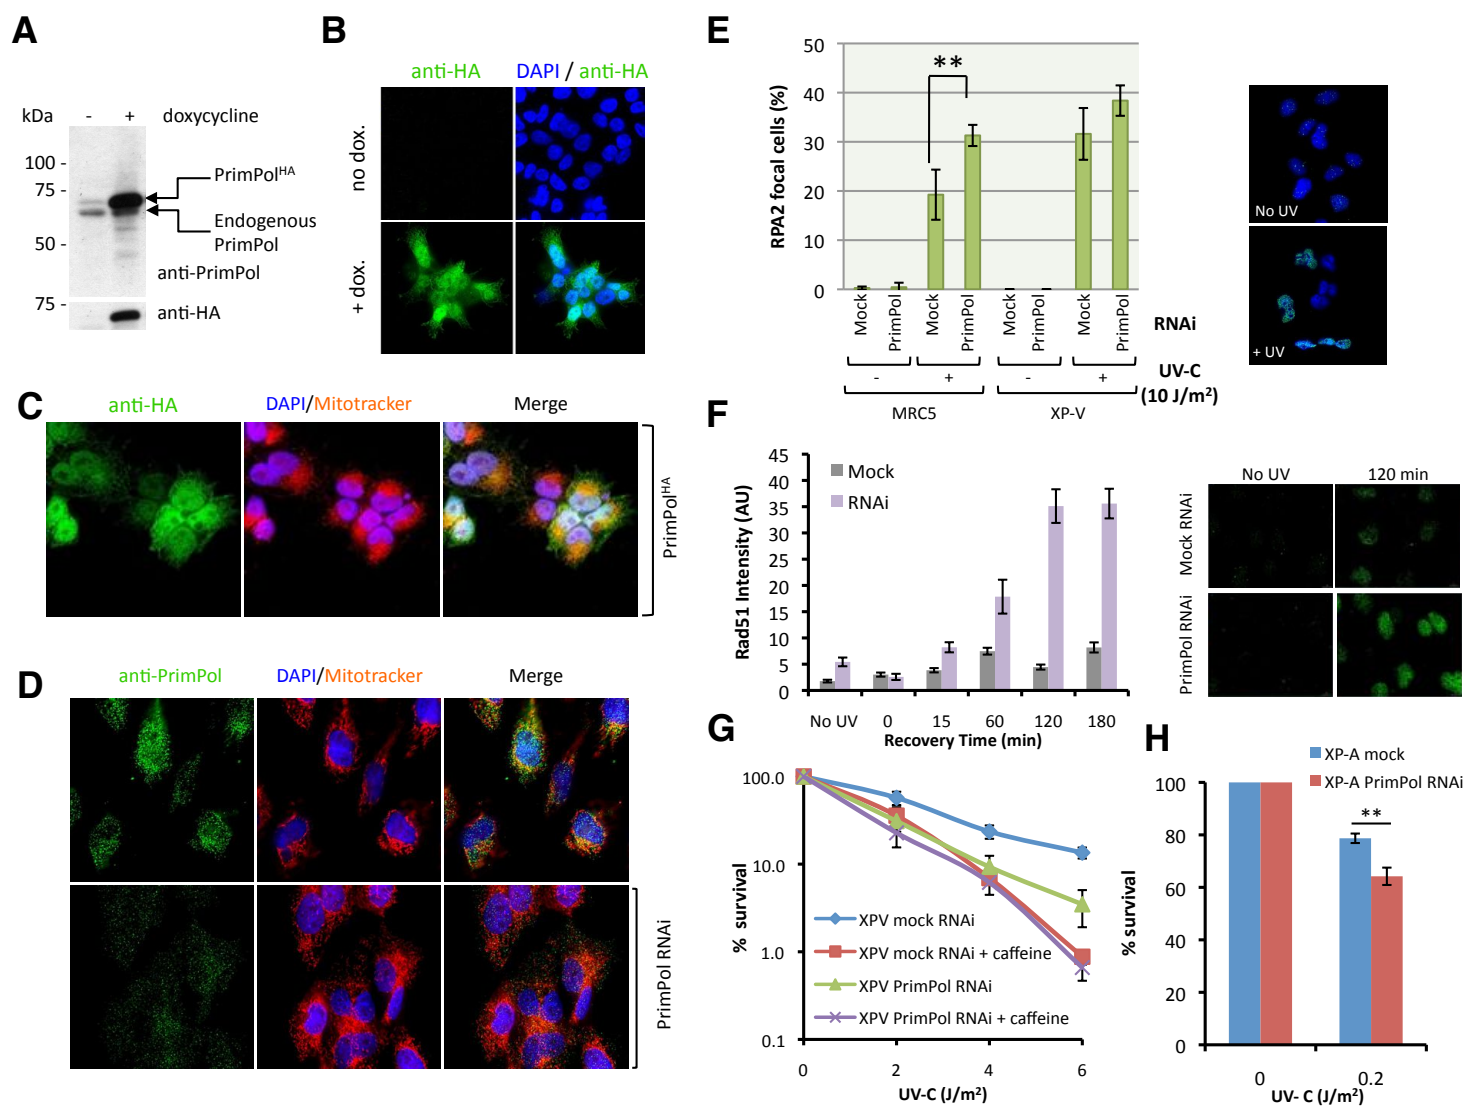 A
kDa
- + doxycycline
100 -
75 -
50 -
75 -
PrimPolHA
Endogenous
PrimPol
anti-PrimPol
anti-HA
B
anti-HA
DAPI / anti-HA
no dox.
+ dox.
C
anti-HA
DAPI/Mitotracker
Merge
PrimPolHA
D
anti-PrimPol
DAPI/Mitotracker
Merge
PrimPol RNAi
E
RPA2 focal cells (%)
50
40
30
20
10
0
**
Mock
PrimPol
Mock
PrimPol
Mock
PrimPol
Mock
PrimPol
RNAi
- + - +
UV-C
(10 J/m²)
MRC5
XP-V
No UV
+ UV
F
Rad51 Intensity (AU)
45
40
35
30
25
20
15
10
5
0
Mock
RNAi
No UV 0 15 60 120 180
Recovery Time (min)
No UV
120 min
Mock RNAi
PrimPol RNAi
G
% survival
100.0
10.0
1.0
0.1
XPV mock RNAi
XPV mock RNAi + caffeine
XPV PrimPol RNAi
XPV PrimPol RNAi + caffeine
0 2 4 6
UV-C (J/m²)
H
XP-A mock
XP-A PrimPol RNAi
% survival
100
80
60
40
20
0
**
0 0.2
UV- C (J/m²)